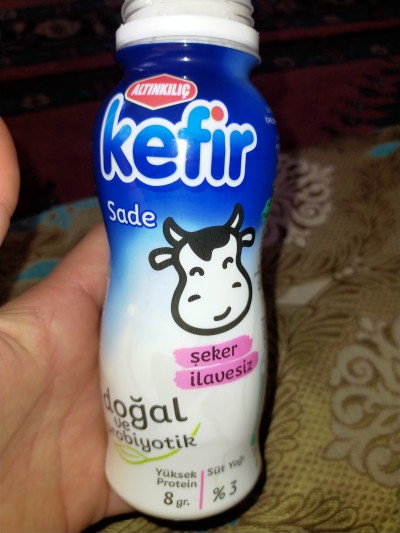 ALTINKILIÇ
kefir
Sade
şeker
ilavesiz
doğal
ve
probiyotik
Yüksek
Protein
8 gr.
Süt Yağı
% 3